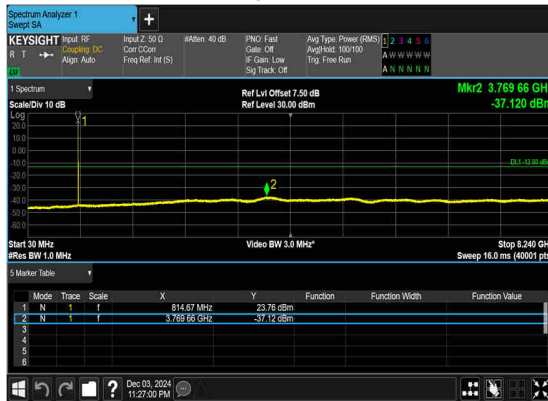 Spectrum Analyzer 1
Swept SA
+
KEYSIGHT Input: RF Input Z: 50 Ω #Atten: 40 dB PNO: Fast Avg Type: Power (RMS) 1 2 3 4 5 6
R T Coupling: DC Corr CCorr Gate: Off Avg|Hold: 100/100 A W W W W W
Align: Auto Freq Ref: Int (S) IF Gain: Low Trig: Free Run
Sig Track: Off A N N N N N
1 Spectrum Ref Lvl Offset 7.50 dB Mkr2 3.769 66 GHz
Scale/Div 10 dB Ref Level 30.00 dBm -37.120 dBm
Log
20.0
10.0
0.00
-10.0
-20.0
-30.0
-40.0
-50.0
-60.0
1
2
Start 30 MHz Video BW 3.0 MHz* Stop 8.240 GH
#Res BW 1.0 MHz Sweep 16.0 ms (40001 pts
5 Marker Table
Mode Trace Scale X Y Function Function Width Function Value
1 N 1 f 814.67 MHz 23.76 dBm
2 N 1 f 3.769 66 GHz -37.12 dBm
3
4
5
6
? Dec 03, 2024
11:27:00 PM